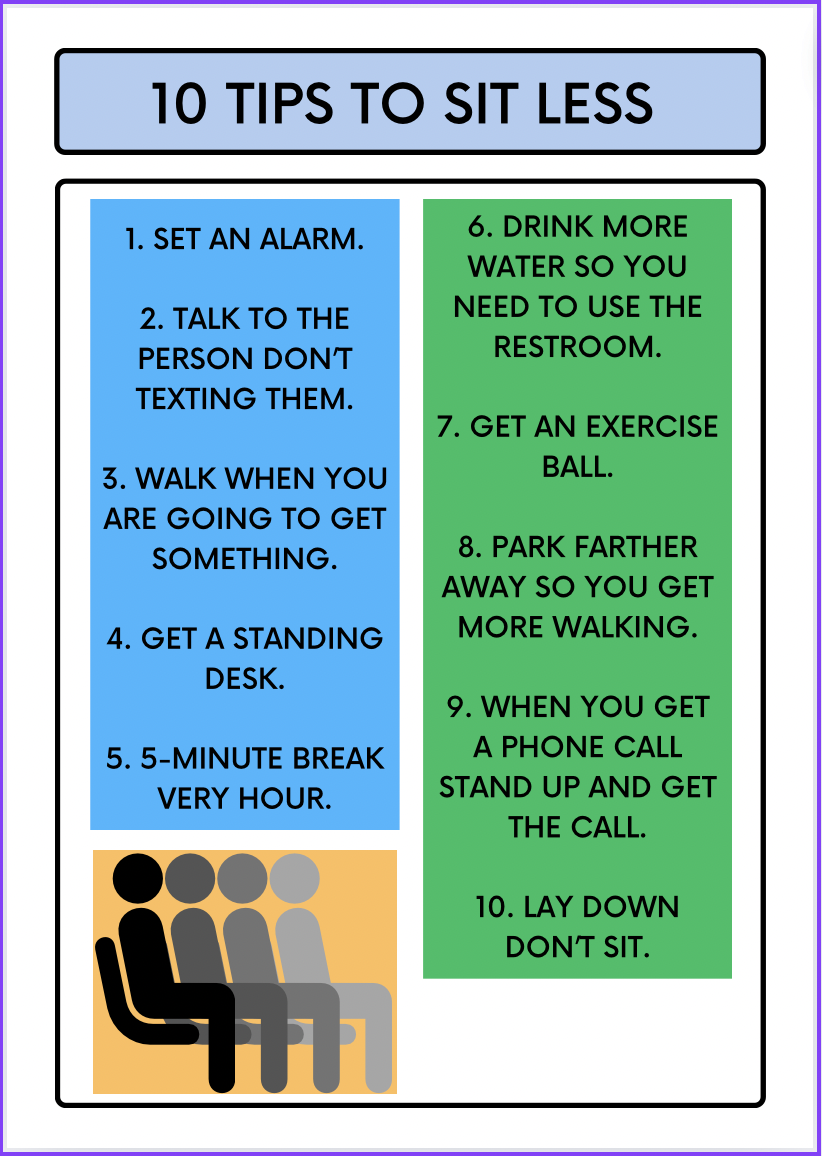 10 TIPS TO SIT LESS
1. SET AN ALARM.
2. TALK TO THE
PERSON DON'T
TEXTING THEM.
3. WALK WHEN YOU
ARE GOING TO GET
SOMETHING.
4. GET A STANDING
DESK.
5. 5-MINUTE BREAK
VERY HOUR.
6. DRINK MORE
WATER SO YOU
NEED TO USE THE
RESTROOM.
7. GET AN EXERCISE
BALL.
8. PARK FARTHER
AWAY SO YOU GET
MORE WALKING.
9. WHEN YOU GET
A PHONE CALL
STAND UP AND GET
THE CALL.
10. LAY DOWN
DON'T SIT.